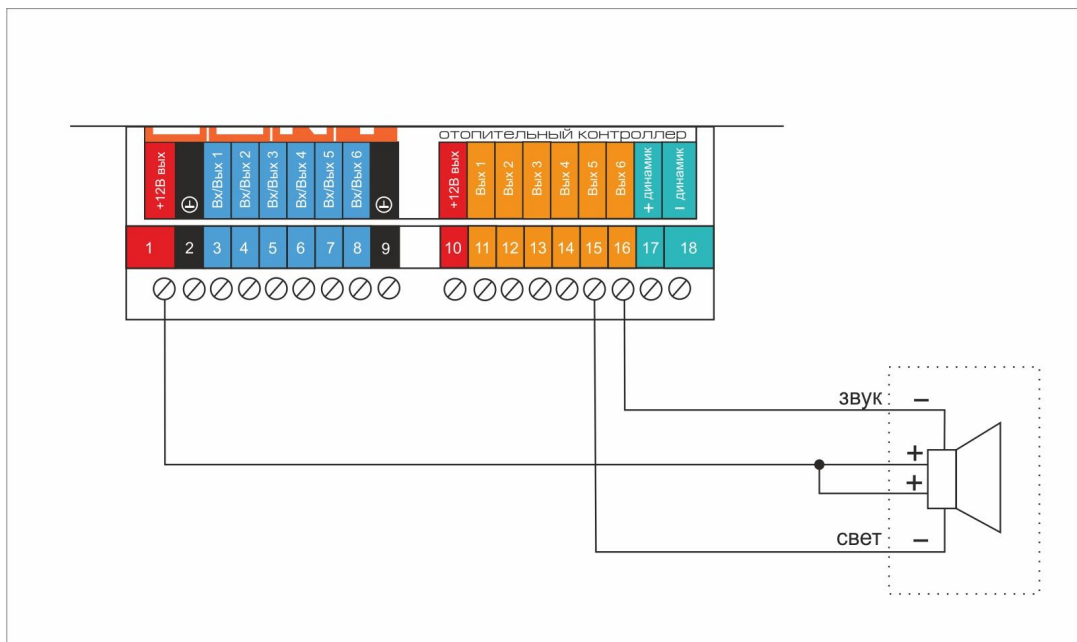 отопительный контроллер
+12В вых
Вх/Вых 1
Вх/Вых 2
Вх/Вых 3
Вх/Вых 4
Вх/Вых 5
Вх/Вых 6
+12В вых
Вых 1
Вых 2
Вых 3
Вых 4
Вых 5
Вых 6
+ динамик
– динамик
1 2 3 4 5 6 7 8 9 10 11 12 13 14 15 16 17 18
звук –
+
+
свет –